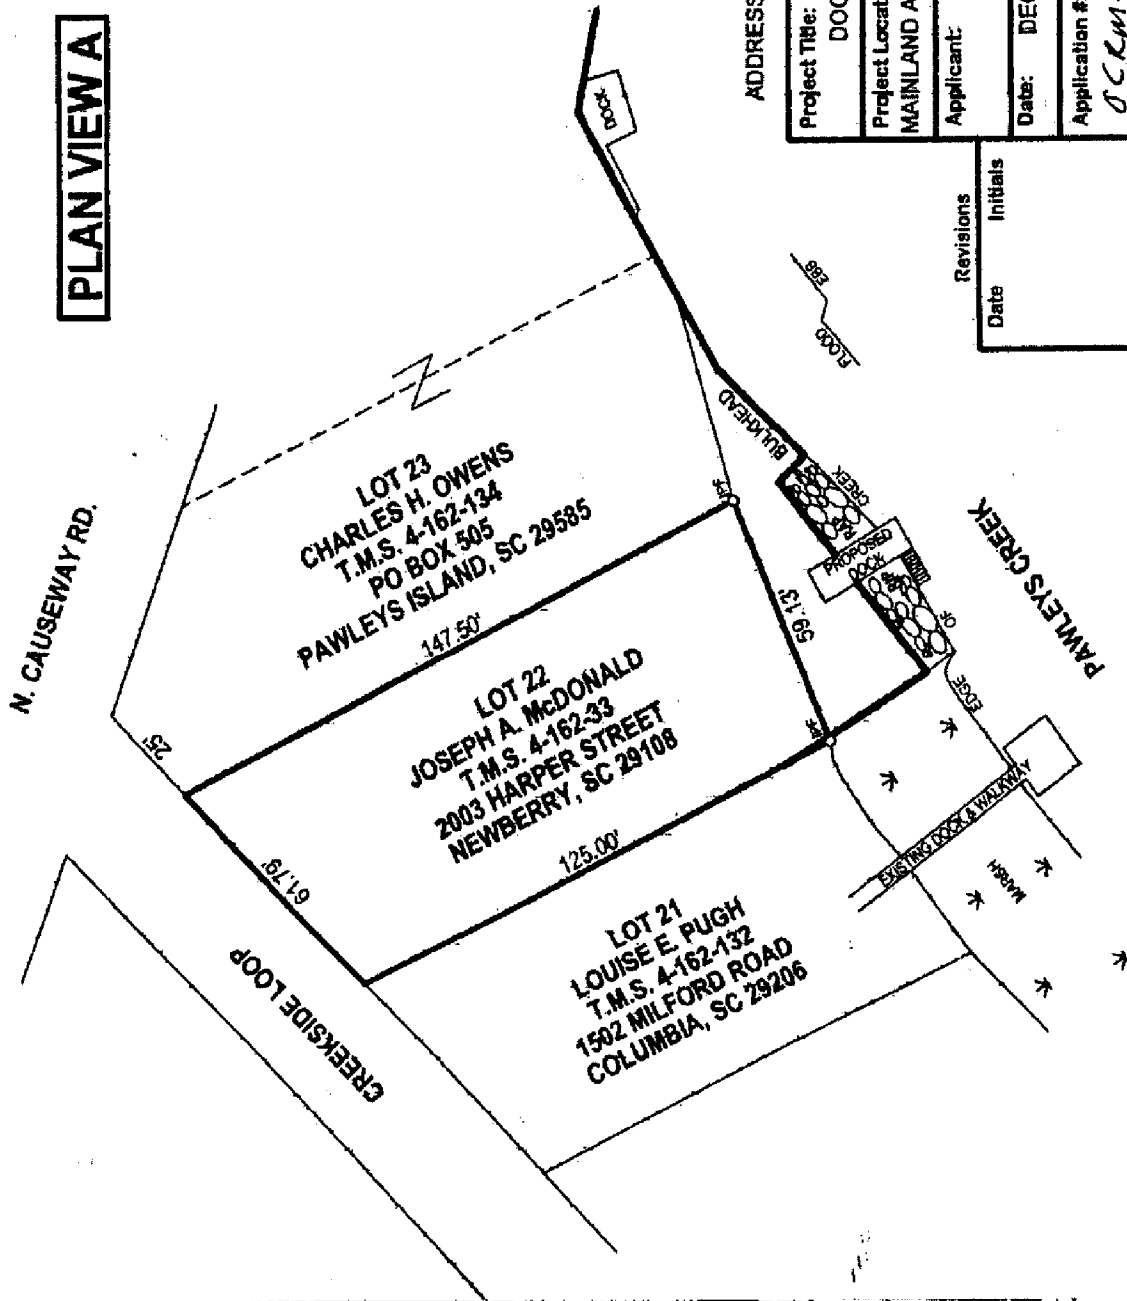 PLAN VIEW A
N. CAUSEWAY RD.
25'
61.79'
CREEKSIDE LOOP
LOT 23
CHARLES H. OWENS
T.M.S. 4-162-134
PO BOX 505
PAWLEYS ISLAND, SC 29585
147.50'
LOT 22
JOSEPH A. McDONALD
T.M.S. 4-162-33
2003 HARPER STREET
NEWBERRY, SC 29108
125.00'
LOT 21
LOUISE E. PUGH
T.M.S. 4-162-132
1502 MILFORD ROAD
COLUMBIA, SC 29206
59.13'
DOCK
BULKHEAD
FLOOD
EBB
PROPOSED
DOCK
EDGE OF CREEK
PAWLEYS CREEK
EXISTING DOCK & WALKWAY
MARSH
ADDRESS
Project Title:
Project Locat
MAINLAND A
Applicant:
Date:
Application #:
OCRM
Revisions
Date Initials